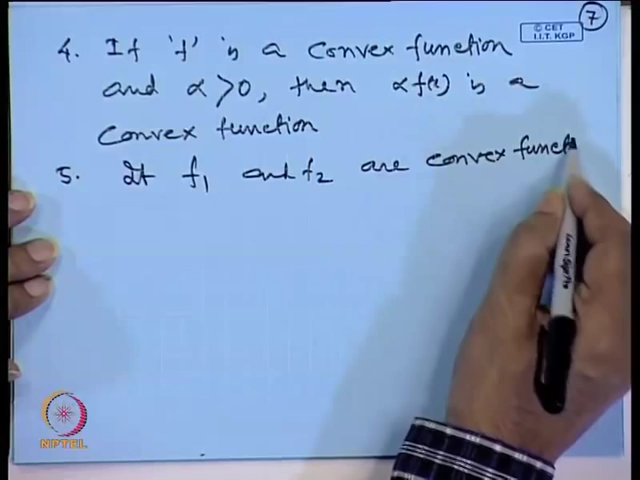 © CET
I.I.T. KGP
7
4. If 'f' is a convex function
and α > 0, then α f(x) is a
convex function
5. If f₁ and f₂ are convex funct
LUXOR
NPTEL